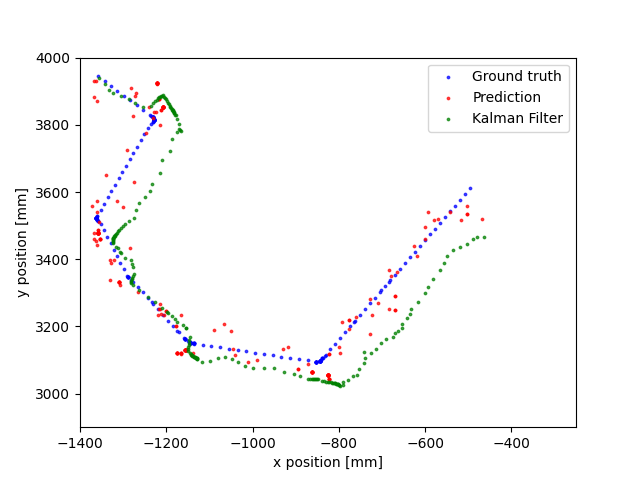 4000
3800
3600
3400
3200
3000
y position [mm]
Ground truth
Prediction
Kalman Filter
−1400 −1200 −1000 −800 −600 −400
x position [mm]